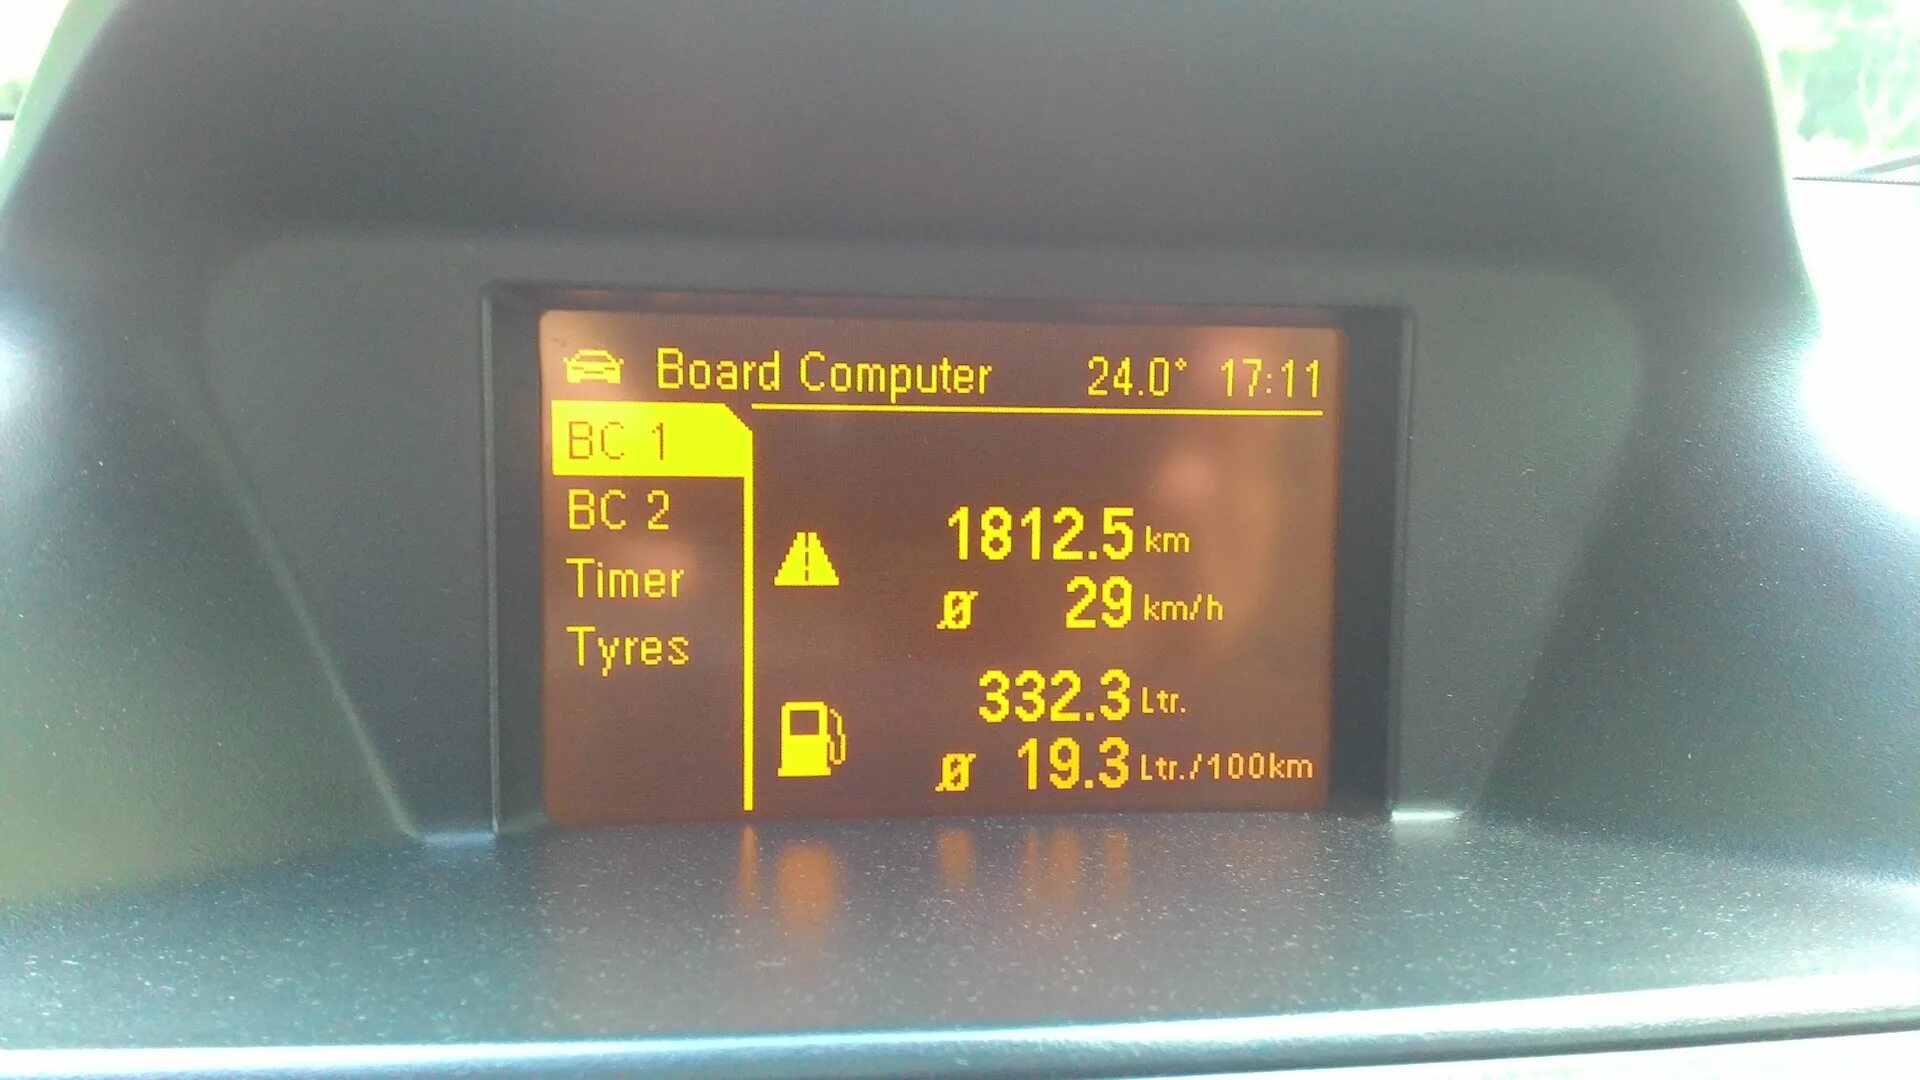 Board Computer 24.0° 17:11
BC 1
BC 2
Timer
Tyres
1812.5 km
Ø 29 km/h
332.3 Ltr.
Ø 19.3 Ltr./100km